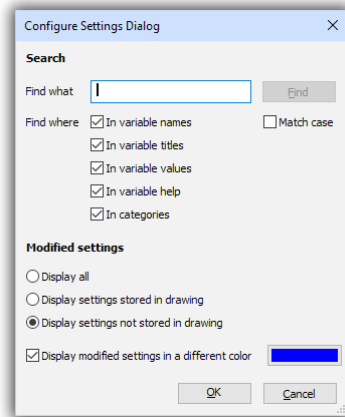 Configure Settings Dialog
Search
Find what Find
Find where In variable names Match case
In variable titles
In variable values
In variable help
In categories
Modified settings
Display all
Display settings stored in drawing
Display settings not stored in drawing
Display modified settings in a different color
OK Cancel